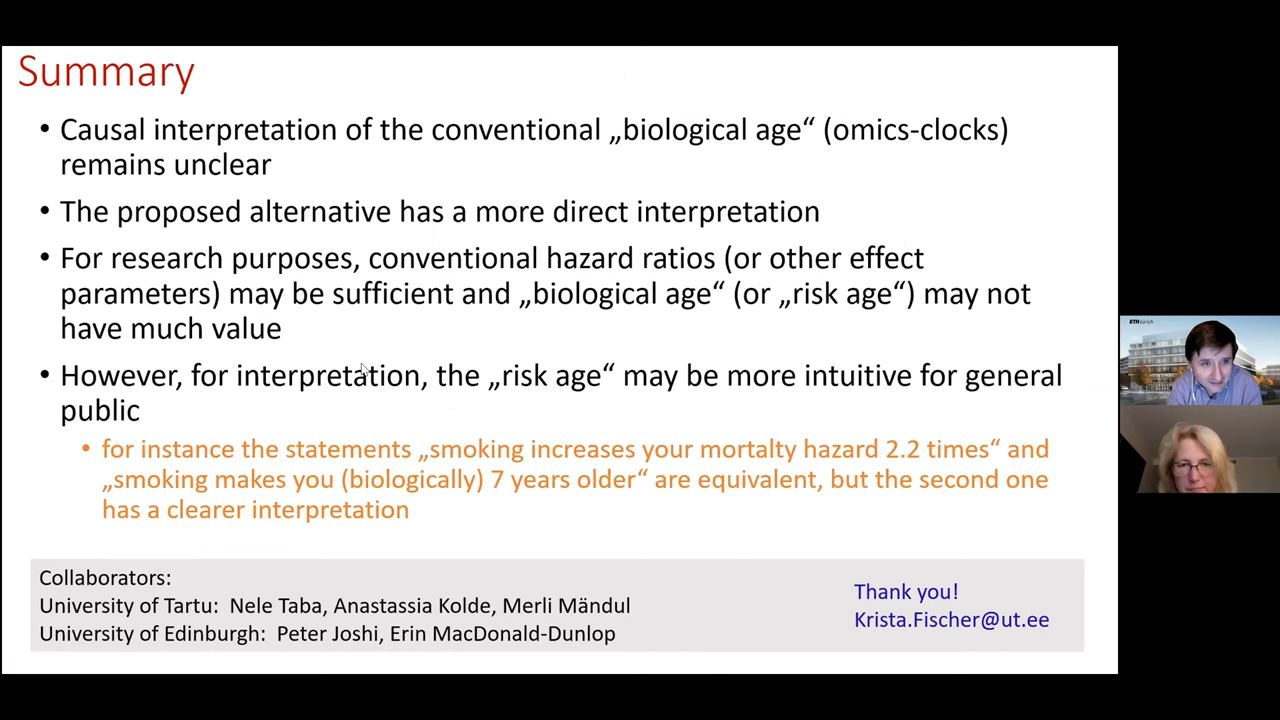 Summary
• Causal interpretation of the conventional „biological age“ (omics-clocks)
remains unclear
• The proposed alternative has a more direct interpretation
• For research purposes, conventional hazard ratios (or other effect
parameters) may be sufficient and „biological age“ (or „risk age“) may not
have much value
• However, for interpretation, the „risk age“ may be more intuitive for general
public
• for instance the statements „smoking increases your mortalty hazard 2.2 times“ and
„smoking makes you (biologically) 7 years older“ are equivalent, but the second one
has a clearer interpretation
Collaborators:
University of Tartu: Nele Taba, Anastassia Kolde, Merli Mändul
University of Edinburgh: Peter Joshi, Erin MacDonald-Dunlop
Thank you!
Krista.Fischer@ut.ee
ETH zürich